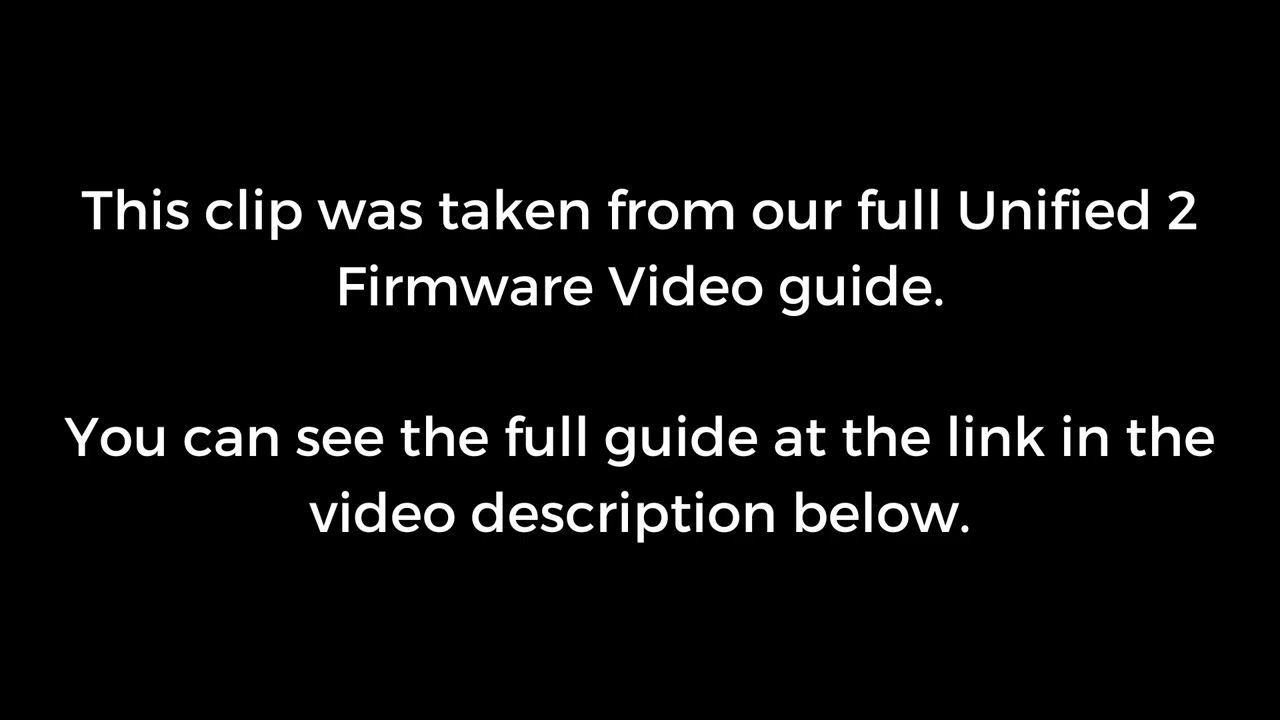 This clip was taken from our full Unified 2
Firmware Video guide.
You can see the full guide at the link in the
video description below.